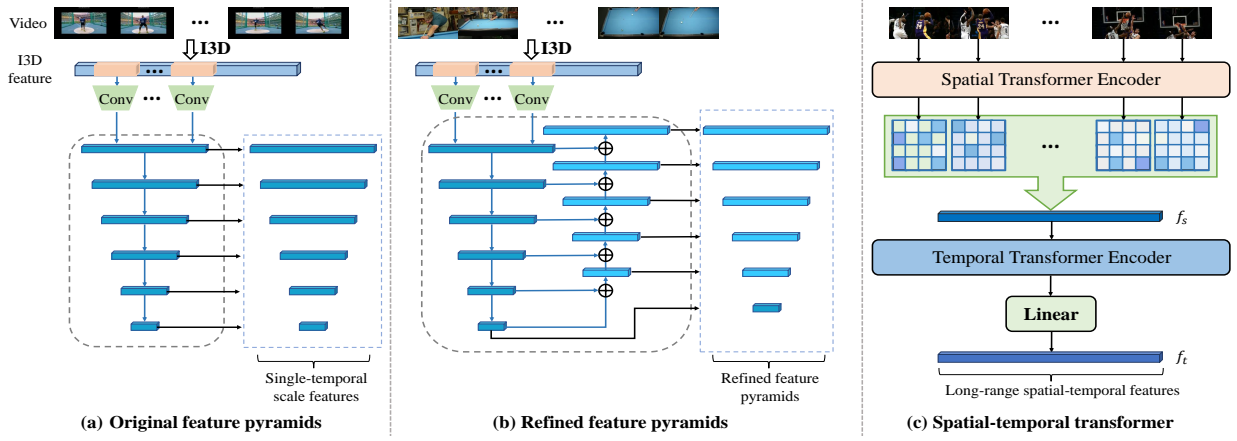 Video
...
I3D
I3D
feature
...
Conv
...
Conv
Single-temporal
scale features
(a) Original feature pyramids
...
I3D
...
Conv
...
Conv
Refined feature
pyramids
(b) Refined feature pyramids
...
Spatial Transformer Encoder
...
f_s
Temporal Transformer Encoder
Linear
f_t
Long-range spatial-temporal features
(c) Spatial-temporal transformer